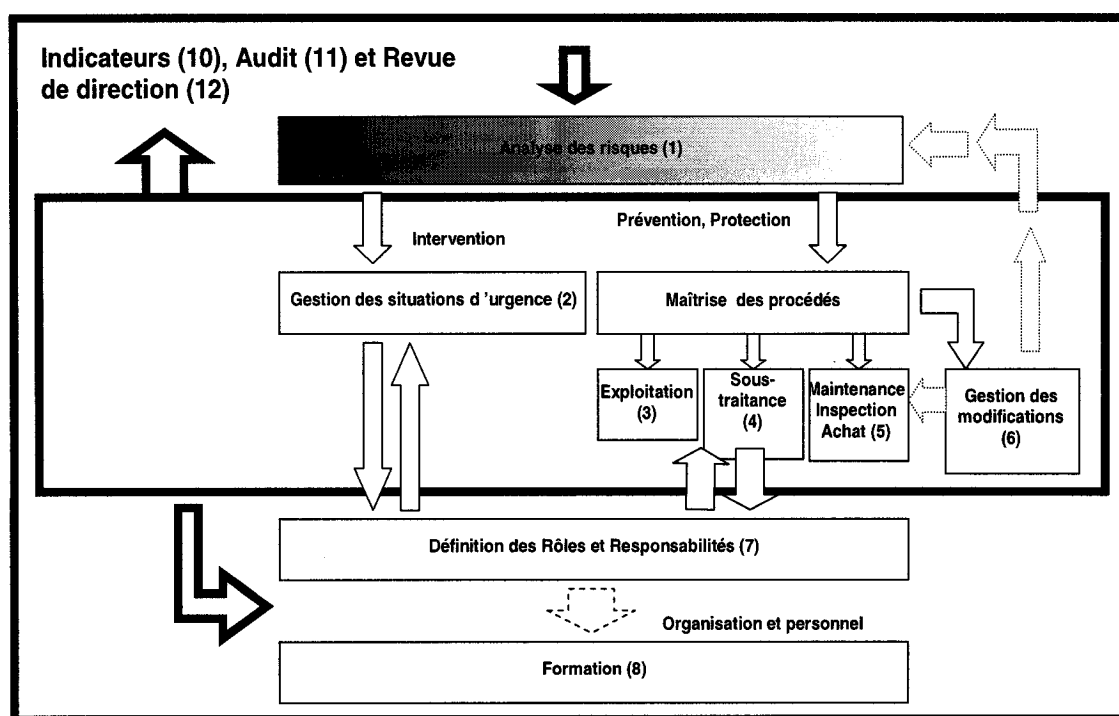 Indicateurs (10), Audit (11) et Revue
de direction (12)
Analyse des risques (1)
Intervention
Prévention, Protection
Gestion des situations d 'urgence (2)
Maîtrise des procédés
Exploitation
(3)
Sous-
traitance
(4)
Maintenance
Inspection
Achat (5)
Gestion des
modifications
(6)
Définition des Rôles et Responsabilités (7)
Organisation et personnel
Formation (8)